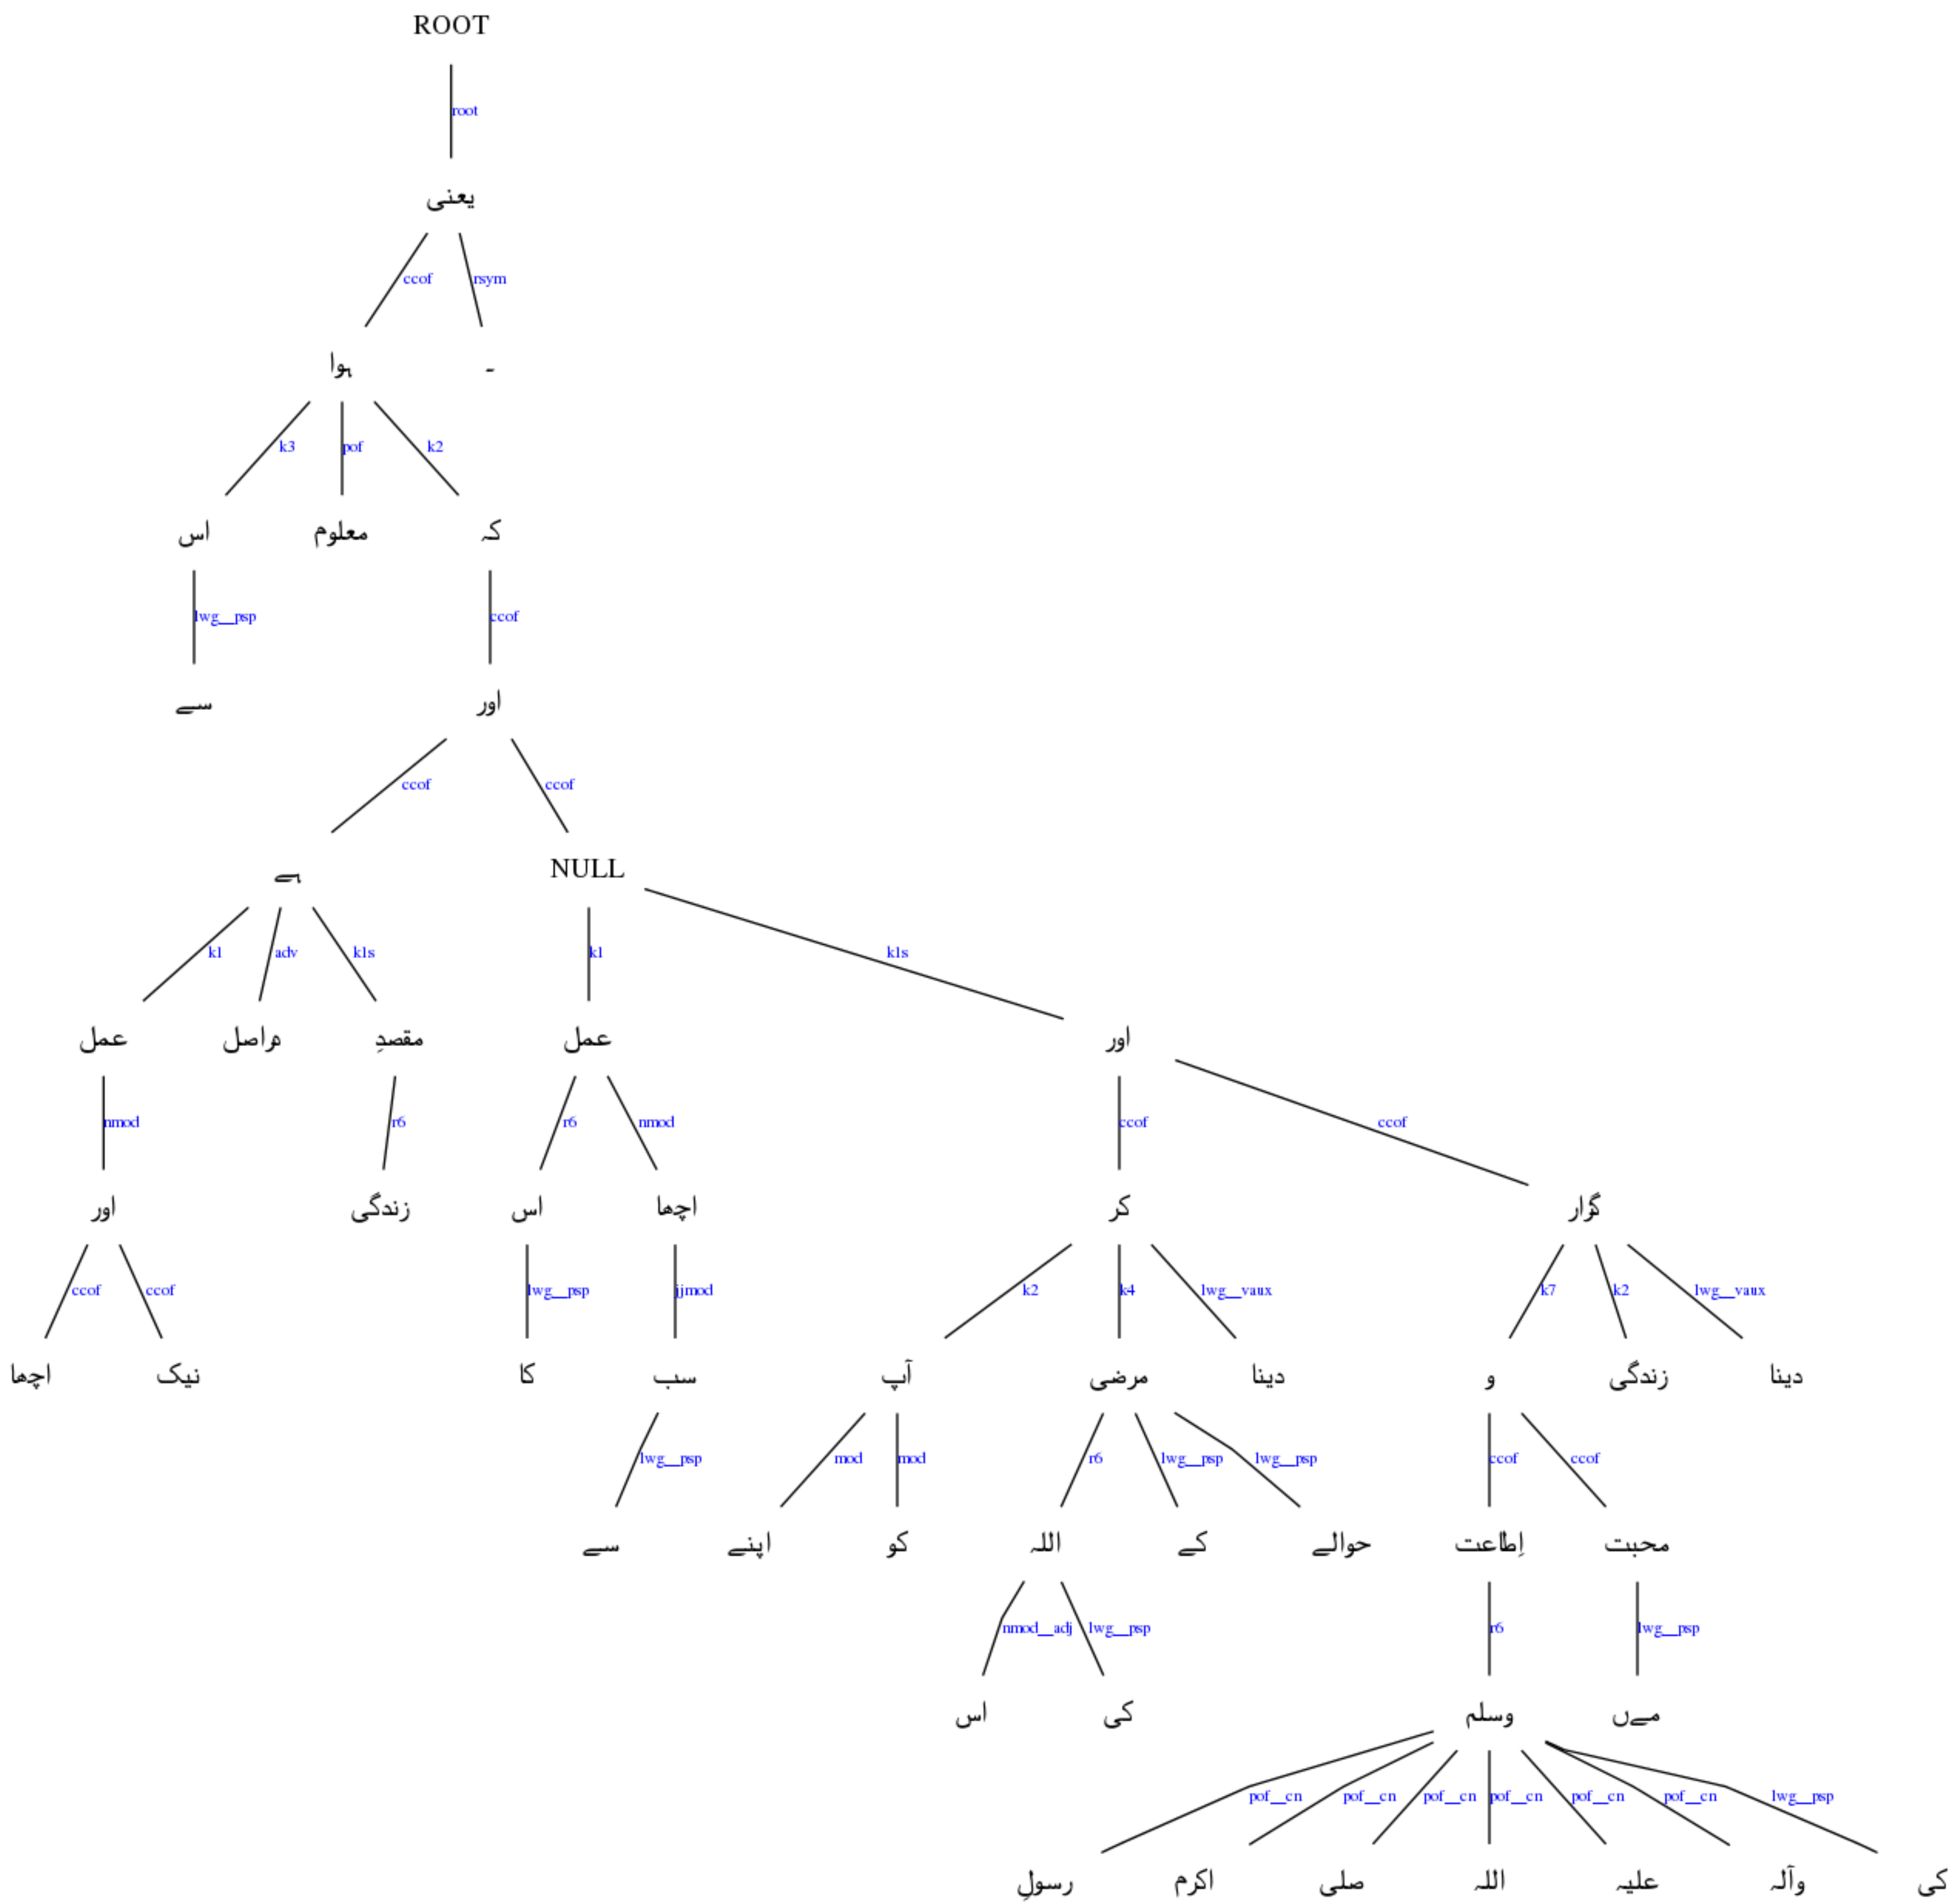 ROOT
root
یعنی
ccof rsym
ہوا ۔
k3 pof k2
اس معلوم کہ
lwg__psp ccof
سے اور
ccof ccof
ہے NULL
k1 adv k1s k1 k1s
عمل دراصل مقصدِ عمل اور
nmod r6 r6 nmod ccof ccof
اور زندگی اس اچھا کر گزار
ccof ccof lwg__psp jjmod k2 k4 lwg__vaux k7 k2 lwg__vaux
اچھا نیک کا سب آپ مرضی دینا و زندگی دینا
lwg__psp mod mod r6 lwg__psp lwg__psp ccof ccof
سے اپنے کو اللہ کے حوالے اِطاعت محبت
nmod__adj lwg__psp r6 lwg__psp
اس کی وسلم مےں
pof__cn pof__cn pof__cn pof__cn pof__cn pof__cn lwg__psp
رسولِ اکرم صلی اللہ علیہ وآلہ کی